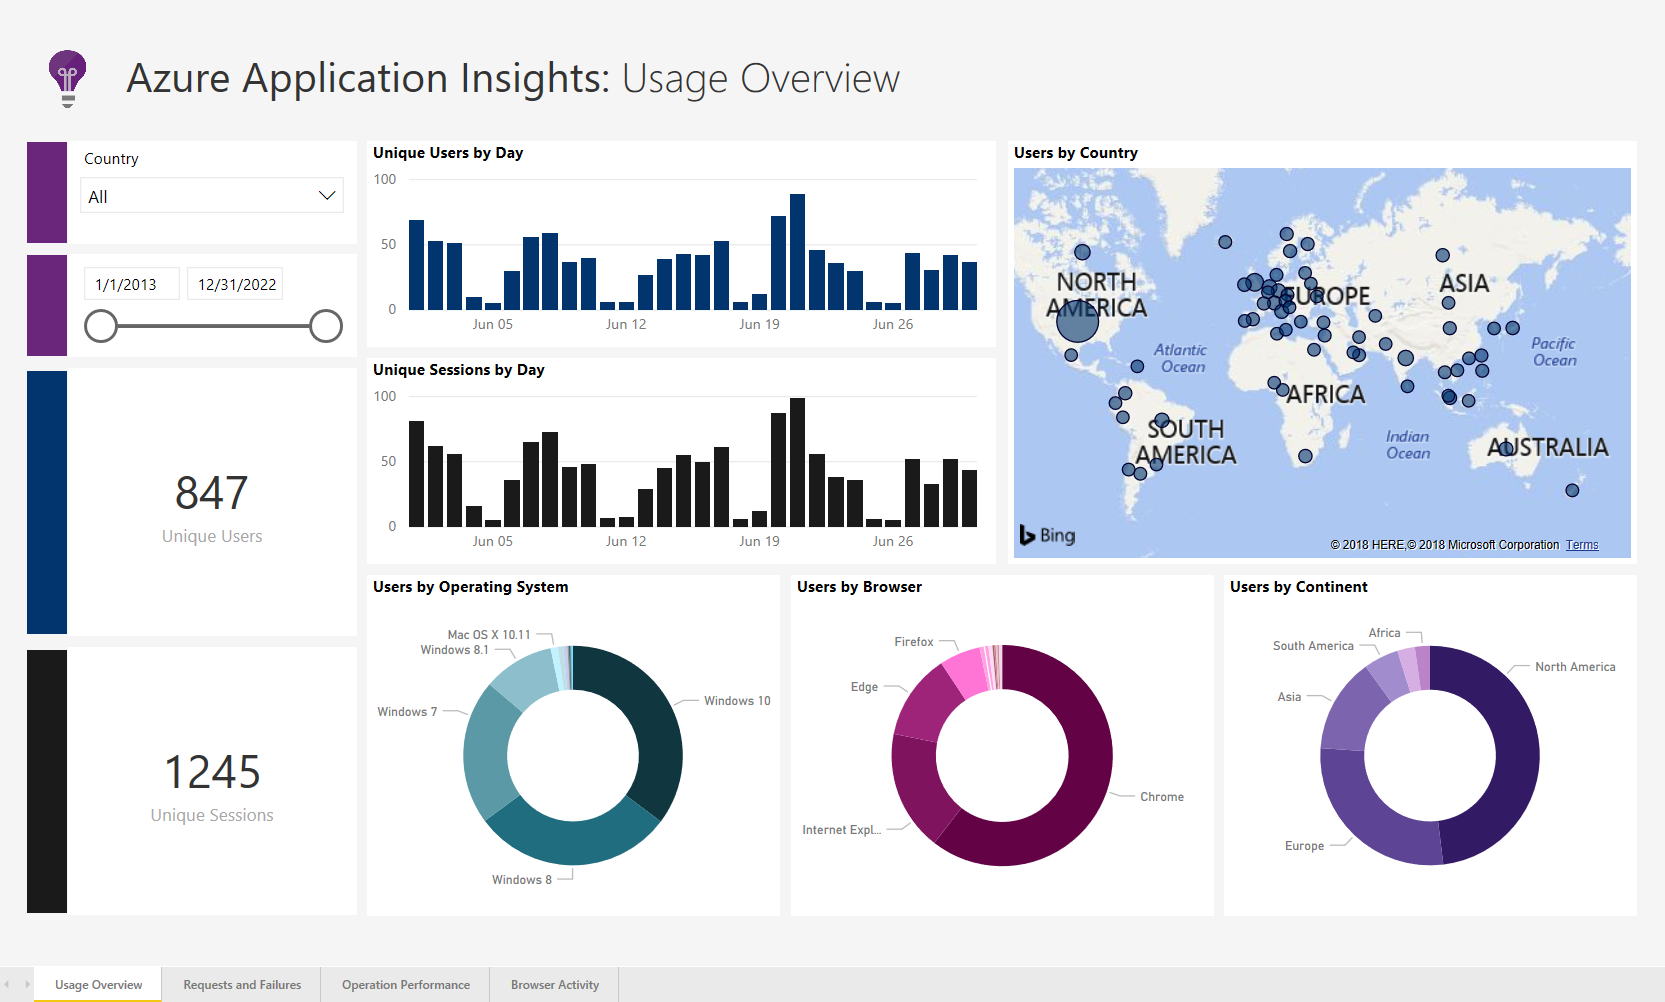 Azure Application Insights: Usage Overview
Country
All
1/1/2013
12/31/2022
847
Unique Users
1245
Unique Sessions
Unique Users by Day
100
50
0
Jun 05
Jun 12
Jun 19
Jun 26
Unique Sessions by Day
100
50
0
Jun 05
Jun 12
Jun 19
Jun 26
Users by Country
NORTH
AMERICA
EUROPE
ASIA
Atlantic
Ocean
Pacific
Ocean
AFRICA
SOUTH
AMERICA
Indian
Ocean
AUSTRALIA
Bing
© 2018 HERE,© 2018 Microsoft Corporation Terms
Users by Operating System
Mac OS X 10.11
Windows 8.1
Windows 10
Windows 7
Windows 8
Users by Browser
Firefox
Edge
Chrome
Internet Expl...
Users by Continent
Africa
South America
North America
Asia
Europe
Usage Overview
Requests and Failures
Operation Performance
Browser Activity